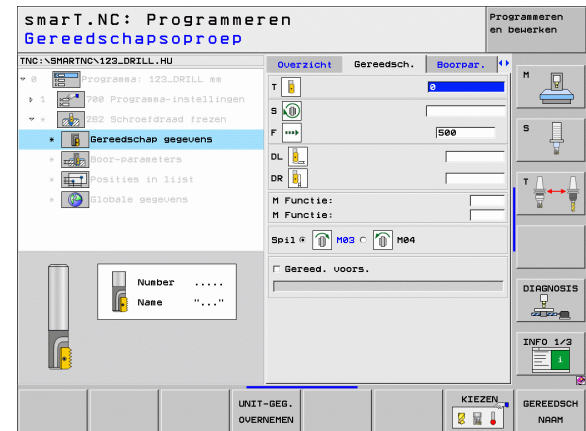 smarT.NC: Programmeren
Gereedschapsoproep
Programmeren
en bewerken
TNC:\SMARTNC\123_DRILL.HU
0 Programma: 123_DRILL mm
1 700 Programma-instellingen
* 282 Schroefdraad frezen
* Gereedschap gegevens
* Boor-parameters
* Posities in lijst
* Globale gegevens
Overzicht Gereedsch. Boorpar.
T 0
S
F 500
DL
DR
M Functie:
M Functie:
Spil M03 M04
Gereed. voors.
Number .....
Name "..."
M
S
T
DIAGNOSIS
INFO 1/3
UNIT-GEG.
OVERNEMEN
KIEZEN
GEREEDSCH
NAAM